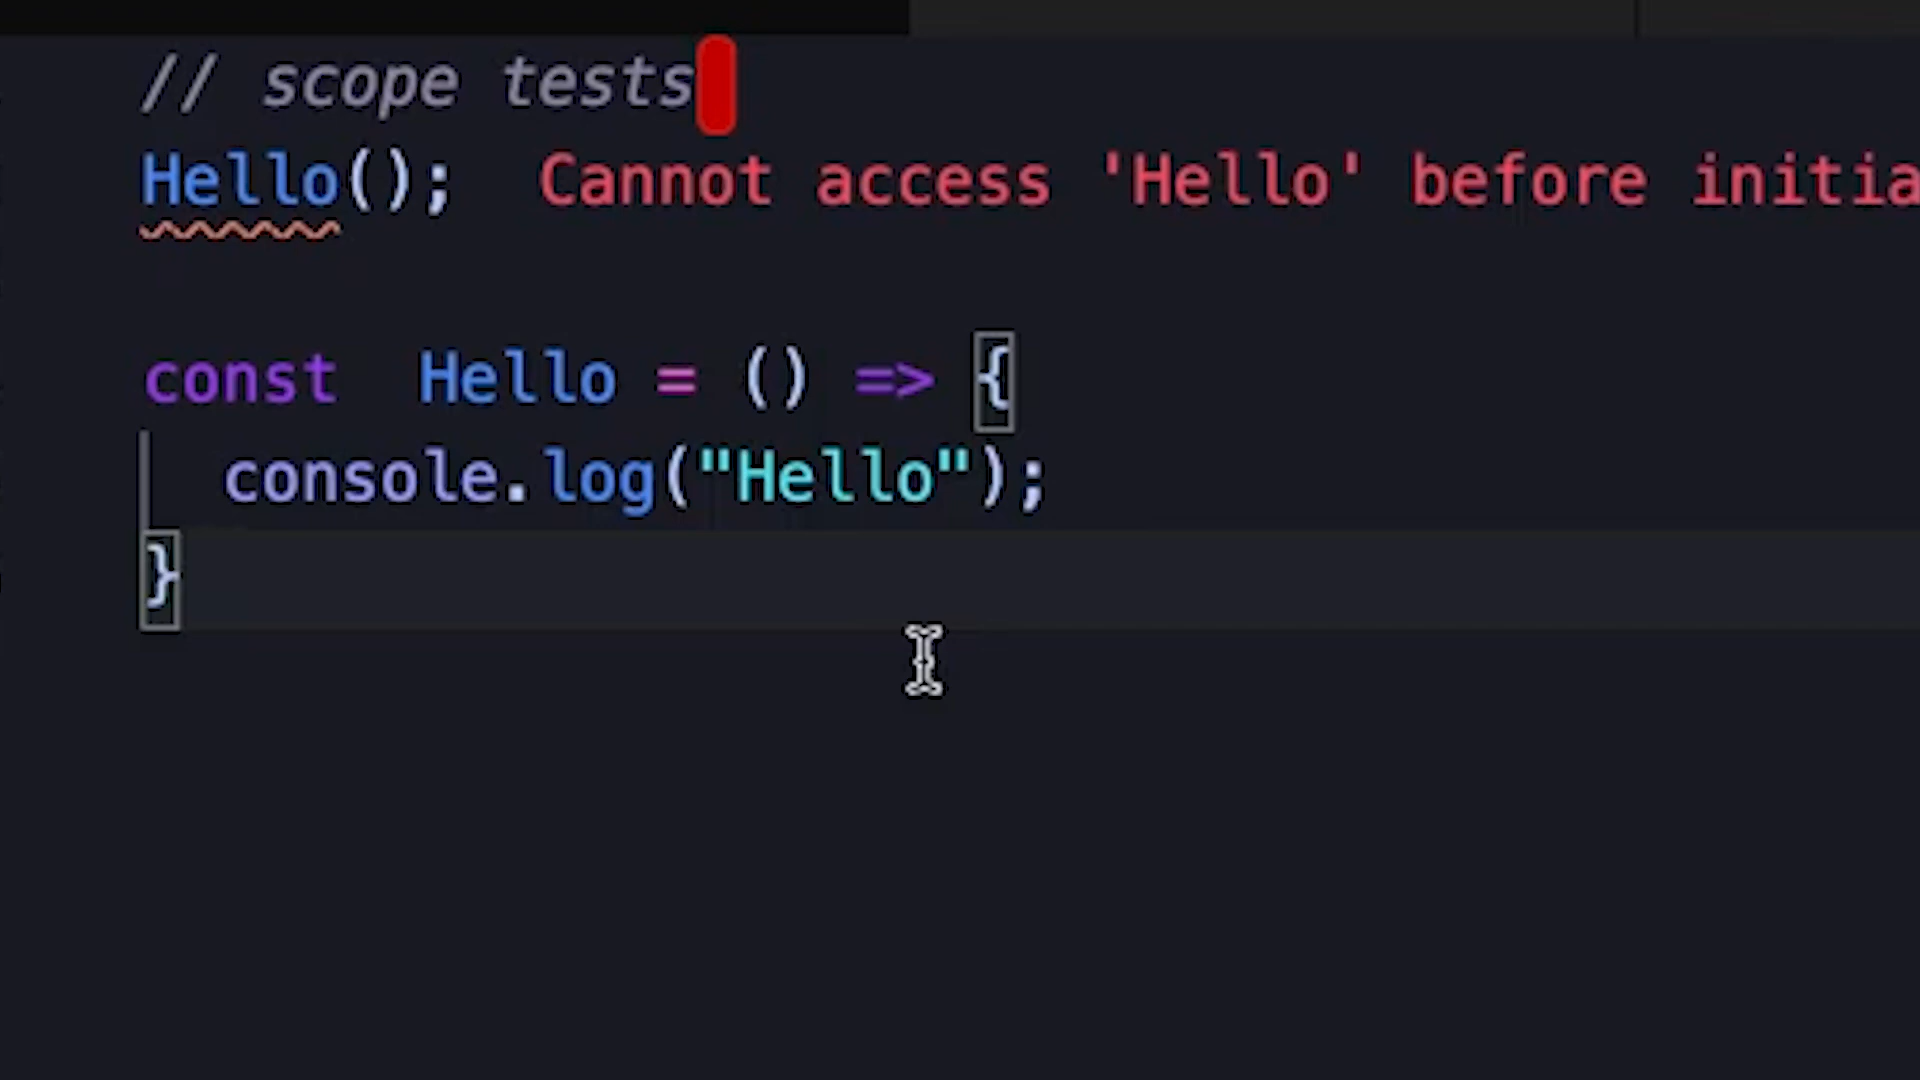 // scope tests
Hello(); Cannot access 'Hello' before initia
const  Hello = () => {
console.log("Hello");
}